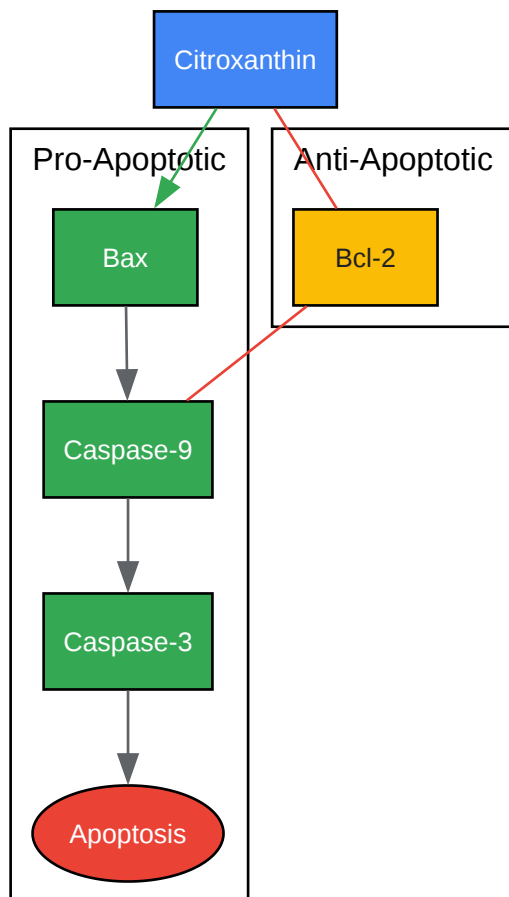 Citroxanthin
Pro-Apoptotic
Anti-Apoptotic
Bax
Bcl-2
Caspase-9
Caspase-3
Apoptosis